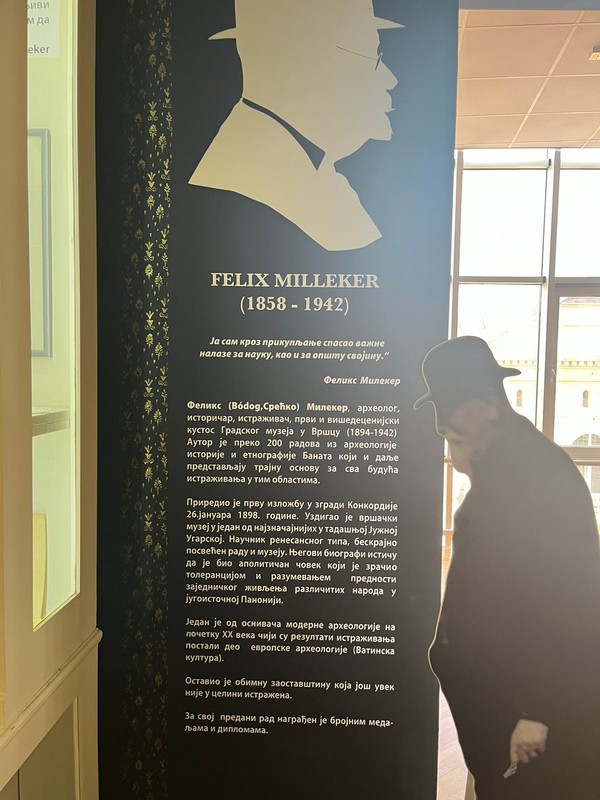 ЉИВИ
м да
eker
FELIX MILLEKER
(1858 - 1942)
Ја сам кроз прикупљање спасао важне
налазе за науку, као и за општу својину.“
Феликс Милекер
Феликс (Bódog,Срећко) Милекер, археолог,
историчар, истраживач, први и вишедеценијски
кустос Градског музеја у Вршцу (1894-1942)
Аутор је преко 200 радова из археологије
историје и етнографије Баната који и даље
представљају трајну основу за сва будућа
истраживања у тим областима.
Приредио је прву изложбу у згради Конкордије
26.јануара 1898. године. Уздигао је вршачки
музеј у један од најзначајнијих у тадашњој Јужној
Угарској. Научник ренесансног типа, бескрајно
посвећен раду и музеју. Његови биографи истичу
да је био аполитичан човек који је зрачио
толеранцијом и разумевањем предности
заједничког живљења различитих народа у
југоисточној Панонији.
Један је од оснивача модерне археологије на
почетку XX века чији су резултати истраживања
постали део европске археологије (Ватинска
култура).
Оставио је обимну заоставштину која још увек
није у целини истражена.
За свој предани рад награђен је бројним меда-
љама и дипломама.